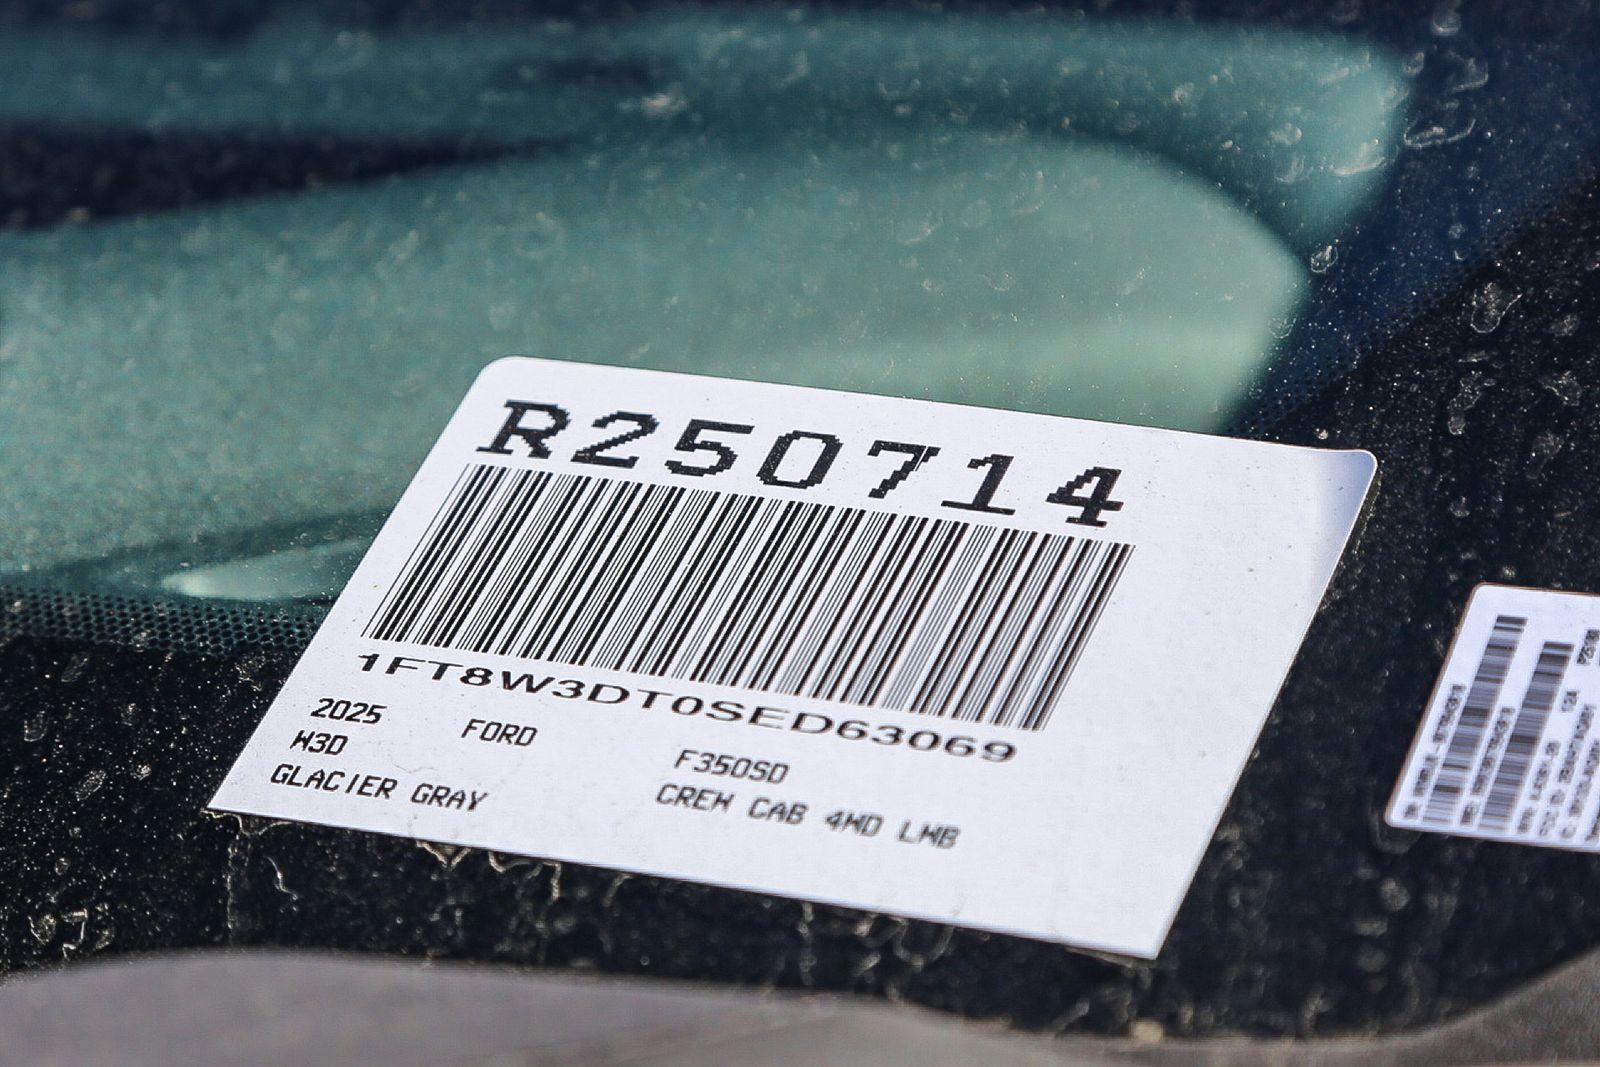 R250714
1FT8W3DT0SED63069
2025 FORD F350SD
W3D CREW CAB 4WD LWB
GLACIER GRAY